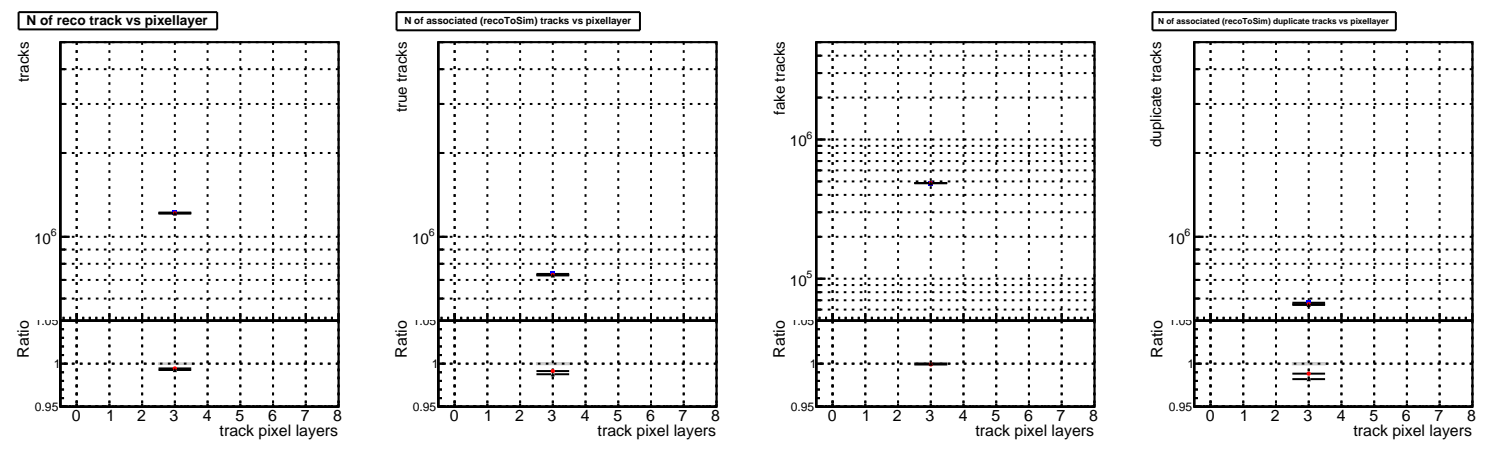 N of reco track vs pixellayer
tracks
10^6
Ratio
1.05
1
0.95
0 1 2 3 4 5 6 7 8
track pixel layers
N of associated (recoToSim) tracks vs pixellayer
true tracks
10^6
Ratio
1.05
1
0.95
0 1 2 3 4 5 6 7 8
track pixel layers
fake tracks
10^6
10^5
Ratio
1.05
1
0.95
0 1 2 3 4 5 6 7 8
track pixel layers
N of associated (recoToSim) duplicate tracks vs pixellayer
duplicate tracks
10^6
Ratio
1.05
1
0.95
0 1 2 3 4 5 6 7 8
track pixel layers